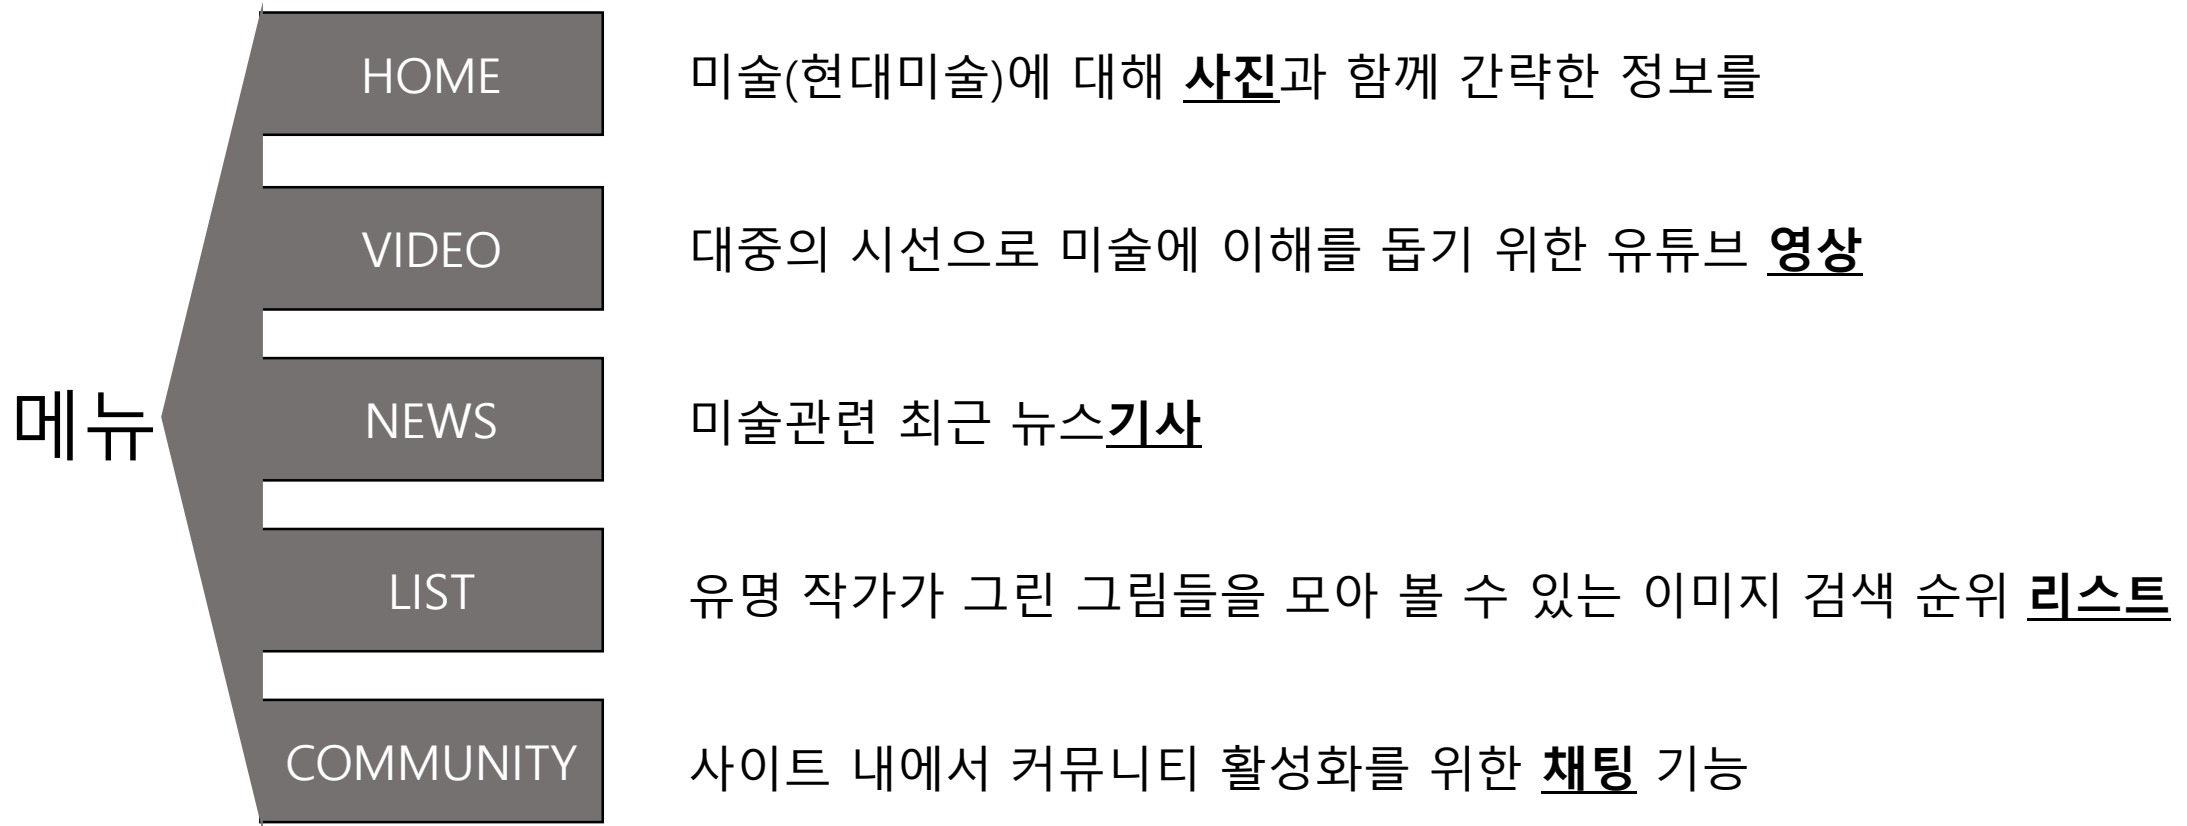 HOME 미술(현대미술)에 대해 사진과 함께 간략한 정보를
VIDEO 대중의 시선으로 미술에 이해를 돕기 위한 유튜브 영상
메뉴
NEWS 미술관련 최근 뉴스기사
LIST 유명 작가가 그린 그림들을 모아 볼 수 있는 이미지 검색 순위 리스트
COMMUNITY 사이트 내에서 커뮤니티 활성화를 위한 채팅 기능